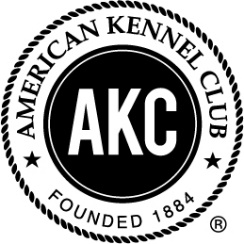 AMERICAN KENNEL CLUB
AKC
FOUNDED 1884
®